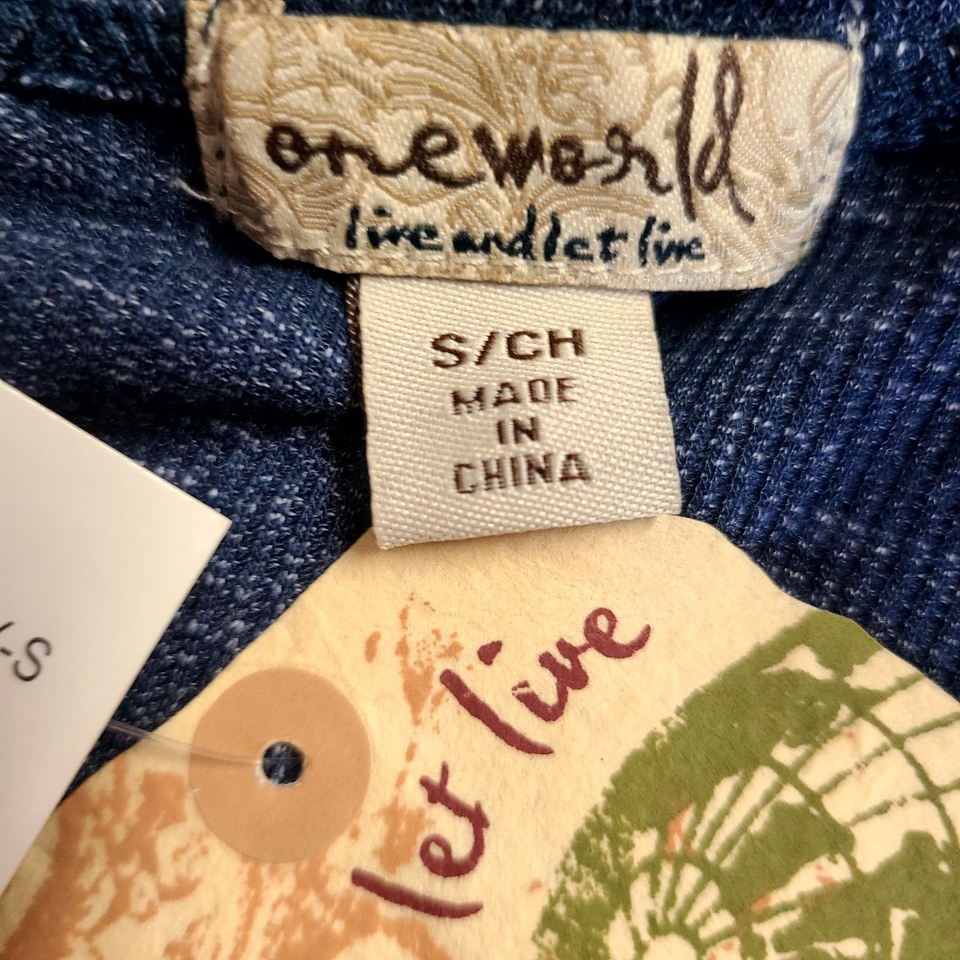 oneworld
live and let live
S/CH
MADE
IN
CHINA
-S
let live